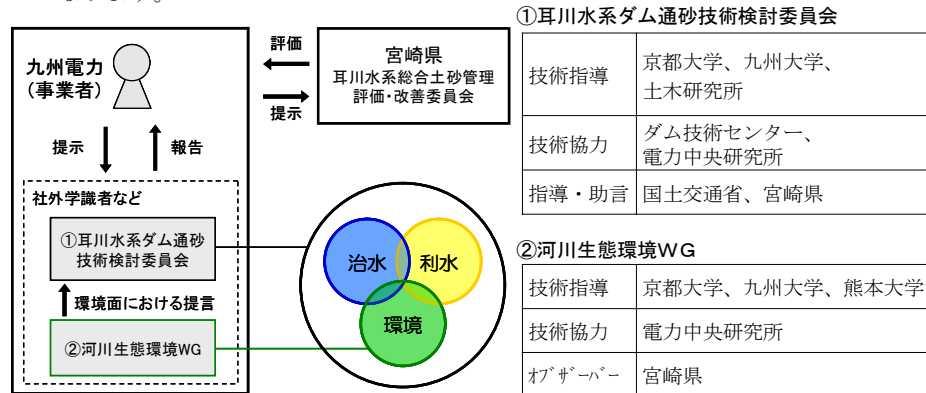 九州電力
(事業者)
提示
報告
社外学識者など
①耳川水系ダム通砂
技術検討委員会
環境面における提言
②河川生態環境WG
評価
提示
宮崎県
耳川水系総合土砂管理
評価・改善委員会
治水
利水
環境
①耳川水系ダム通砂技術検討委員会
技術指導
京都大学、九州大学、
土木研究所
技術協力
ダム技術センター、
電力中央研究所
指導・助言
国土交通省、宮崎県
②河川生態環境WG
技術指導
京都大学、九州大学、熊本大学
技術協力
電力中央研究所
ｵﾌﾞｻﾞｰﾊﾞｰ
宮崎県